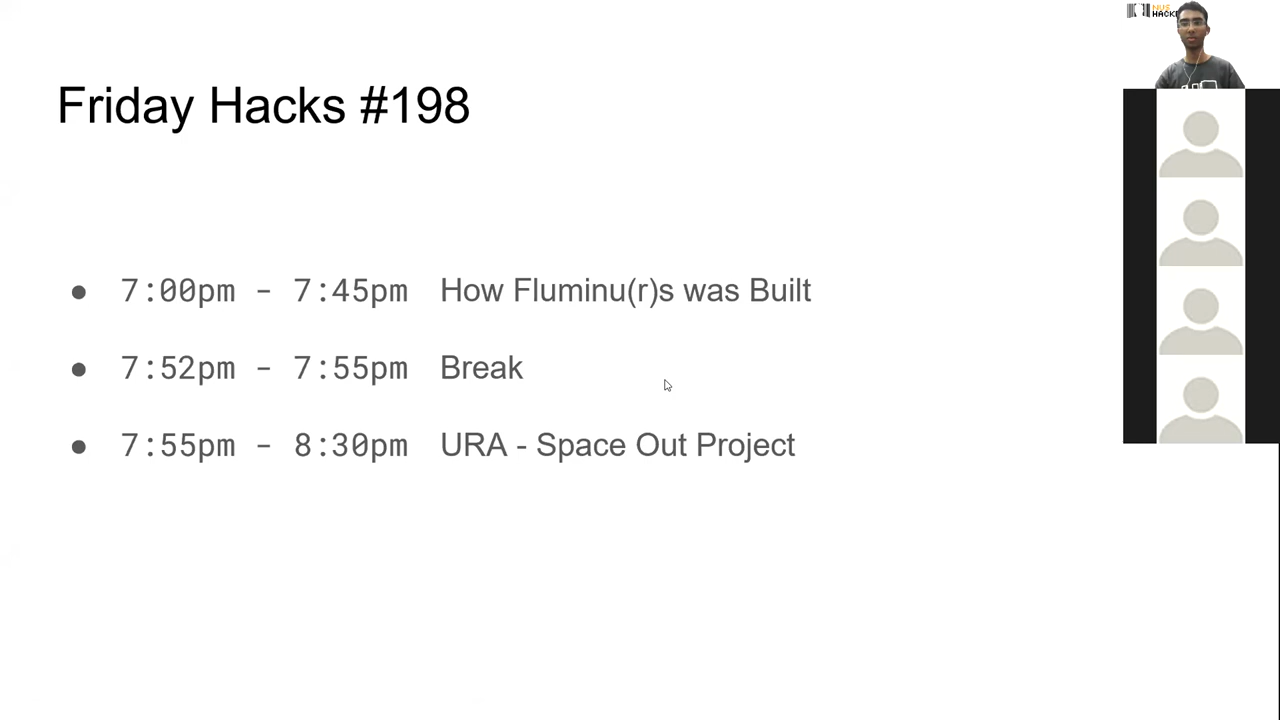 Friday Hacks #198
● 7:00pm - 7:45pm How Fluminu(r)s was Built
● 7:52pm - 7:55pm Break
● 7:55pm - 8:30pm URA - Space Out Project
NUS